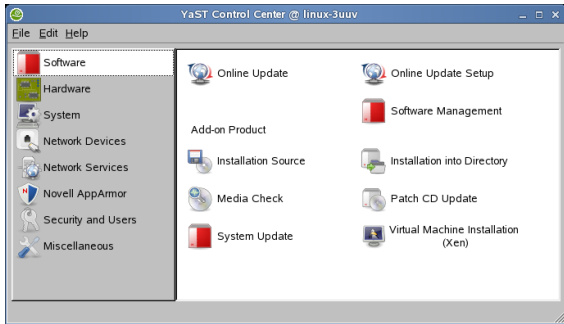 YaST Control Center @ linux-3uuv
File Edit Help
Software
Hardware
System
Network Devices
Network Services
Novell AppArmor
Security and Users
Miscellaneous
Online Update
Online Update Setup
Software Management
Add-on Product
Installation Source
Installation into Directory
Media Check
Patch CD Update
System Update
Virtual Machine Installation
(Xen)